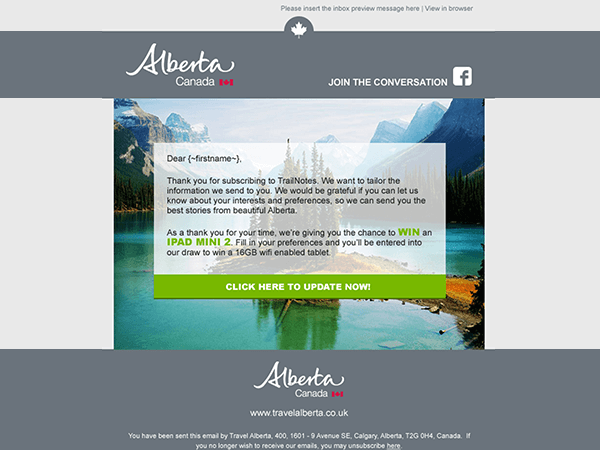 Please insert the inbox preview message here | View in browser
Alberta
Canada
JOIN THE CONVERSATION
Dear {~firstname~},
Thank you for subscribing to TrailNotes. We want to tailor the
information we send to you. We would be grateful if you can let us
know about your interests and preferences, so we can send you the
best stories from beautiful Alberta.
As a thank you for your time, we're giving you the chance to WIN an
IPAD MINI 2. Fill in your preferences and you'll be entered into
our draw to win a 16GB wifi enabled tablet.
CLICK HERE TO UPDATE NOW!
Alberta
Canada
www.travelalberta.co.uk
You have been sent this email by Travel Alberta, 400, 1601 - 9 Avenue SE, Calgary, Alberta, T2G 0H4, Canada. If
you no longer wish to receive our emails, you may unsubscribe here.